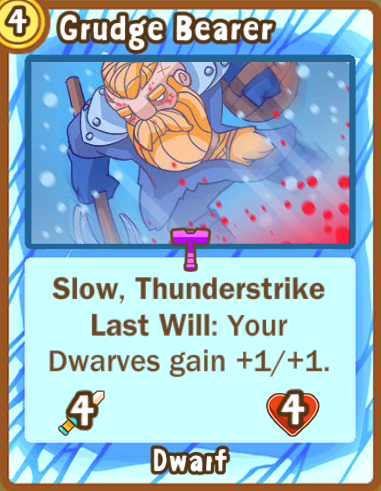 4
Grudge Bearer
Slow, Thunderstrike
Last Will: Your
Dwarves gain +1/+1.
4
4
Dwarf